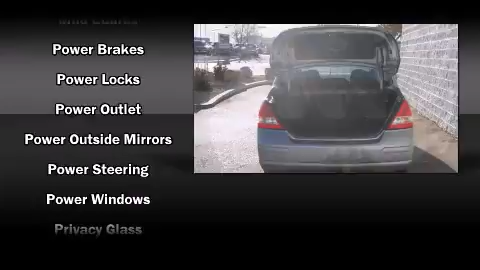 Power Brakes
Power Locks
Power Outlet
Power Outside Mirrors
Power Steering
Power Windows
Privacy Glass